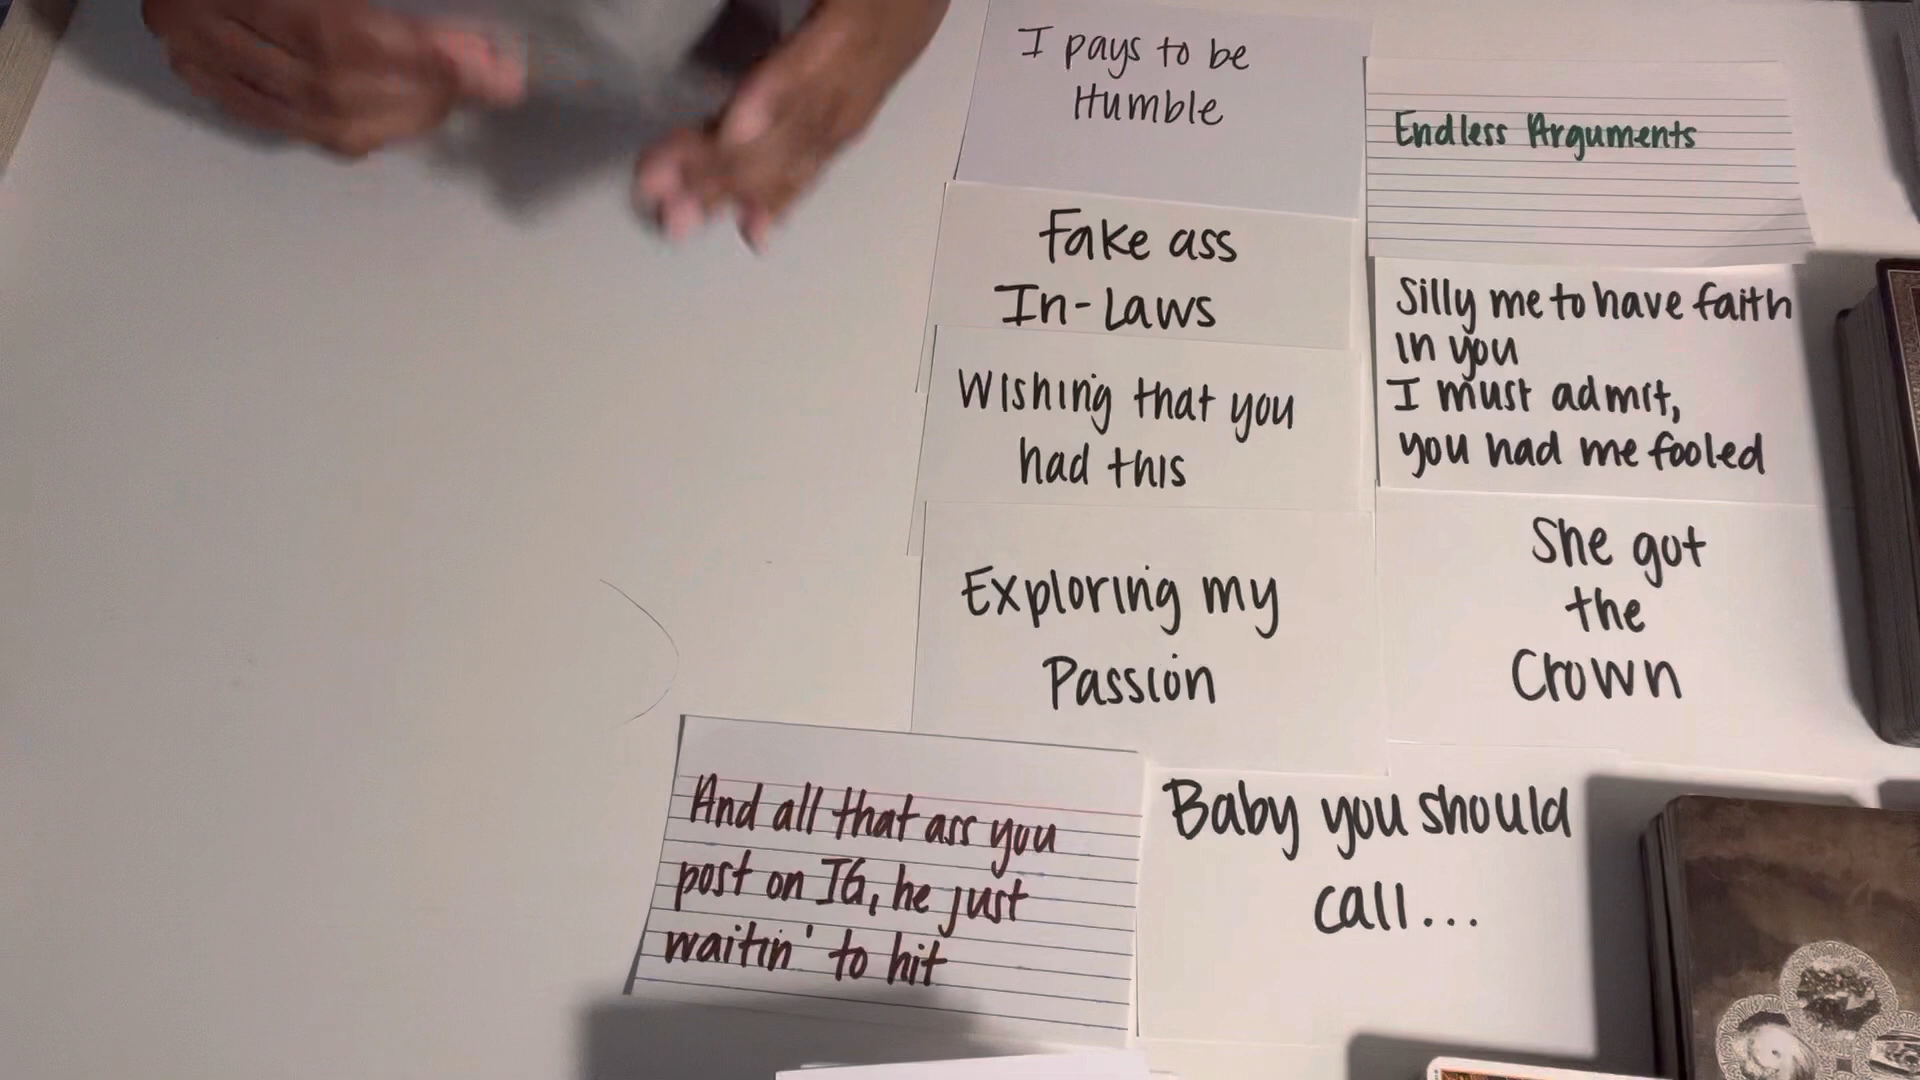 I pays to be
Humble
Endless Arguments
Fake ass
In-Laws
Silly me to have faith
in you
I must admit,
you had me fooled
Wishing that you
had this
Exploring my
Passion
She got
the
Crown
And all that ass you
post on IG, he just
waitin' to hit
Baby you should
call...